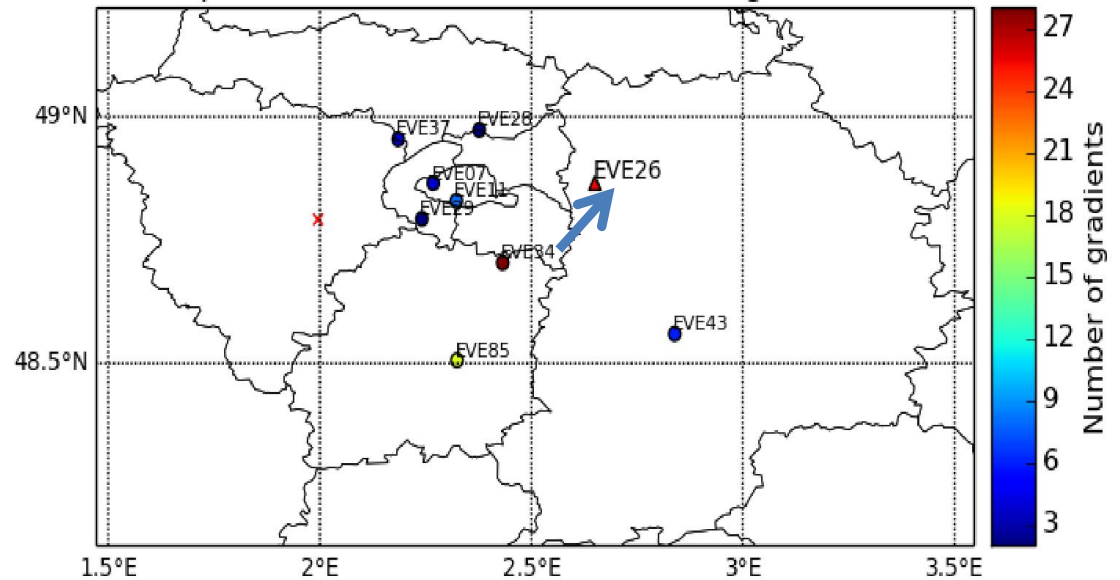 27
49°N
EVE37
EVE28
24
EVE07
EVE26
EVE11
21
EVE29
18
EVE34
15
EVE43
12
48.5°N
EVE85
9
6
3
Number of gradients
1.5°E
2°E
2.5°E
3°E
3.5°E